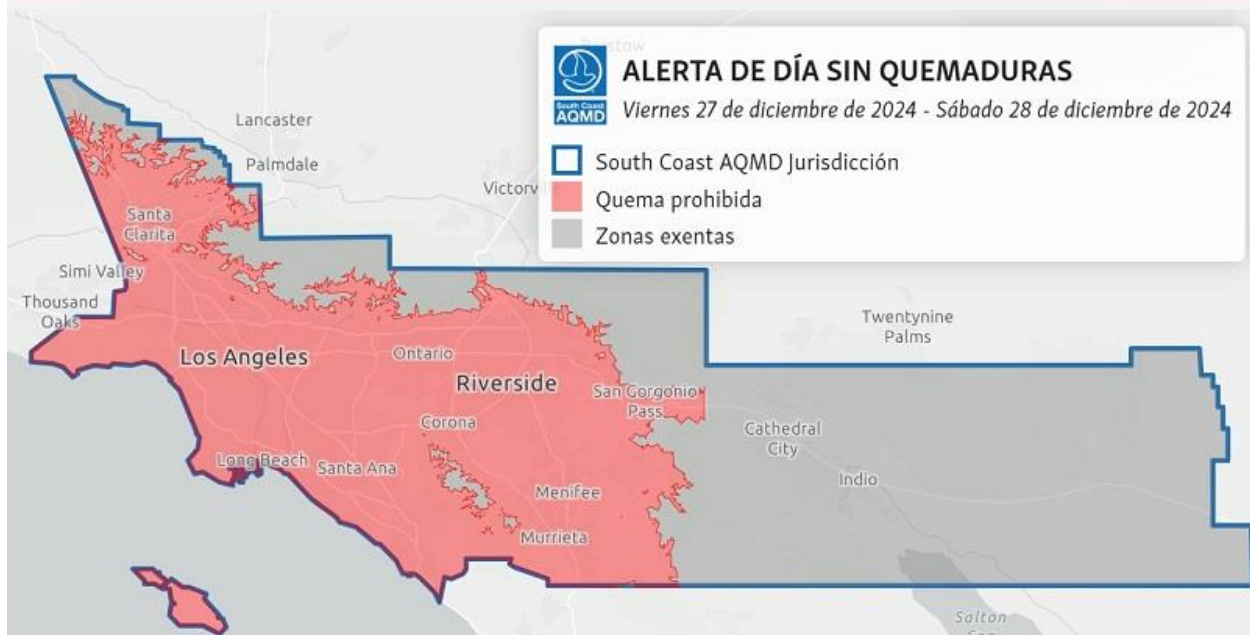 Barstow
South Coast
AQMD
ALERTA DE DÍA SIN QUEMADURAS
Viernes 27 de diciembre de 2024 - Sábado 28 de diciembre de 2024
South Coast AQMD Jurisdicción
Quema prohibida
Zonas exentas
Lancaster
Palmdale
Victorv
Santa
Clarita
Simi Valley
Thousand
Oaks
Twentynine
Palms
Los Angeles
Ontario
Riverside
San Gorgonio
Pass
Corona
Cathedral
City
Long Beach
Santa Ana
Indio
Menifee
Murrieta
Salton